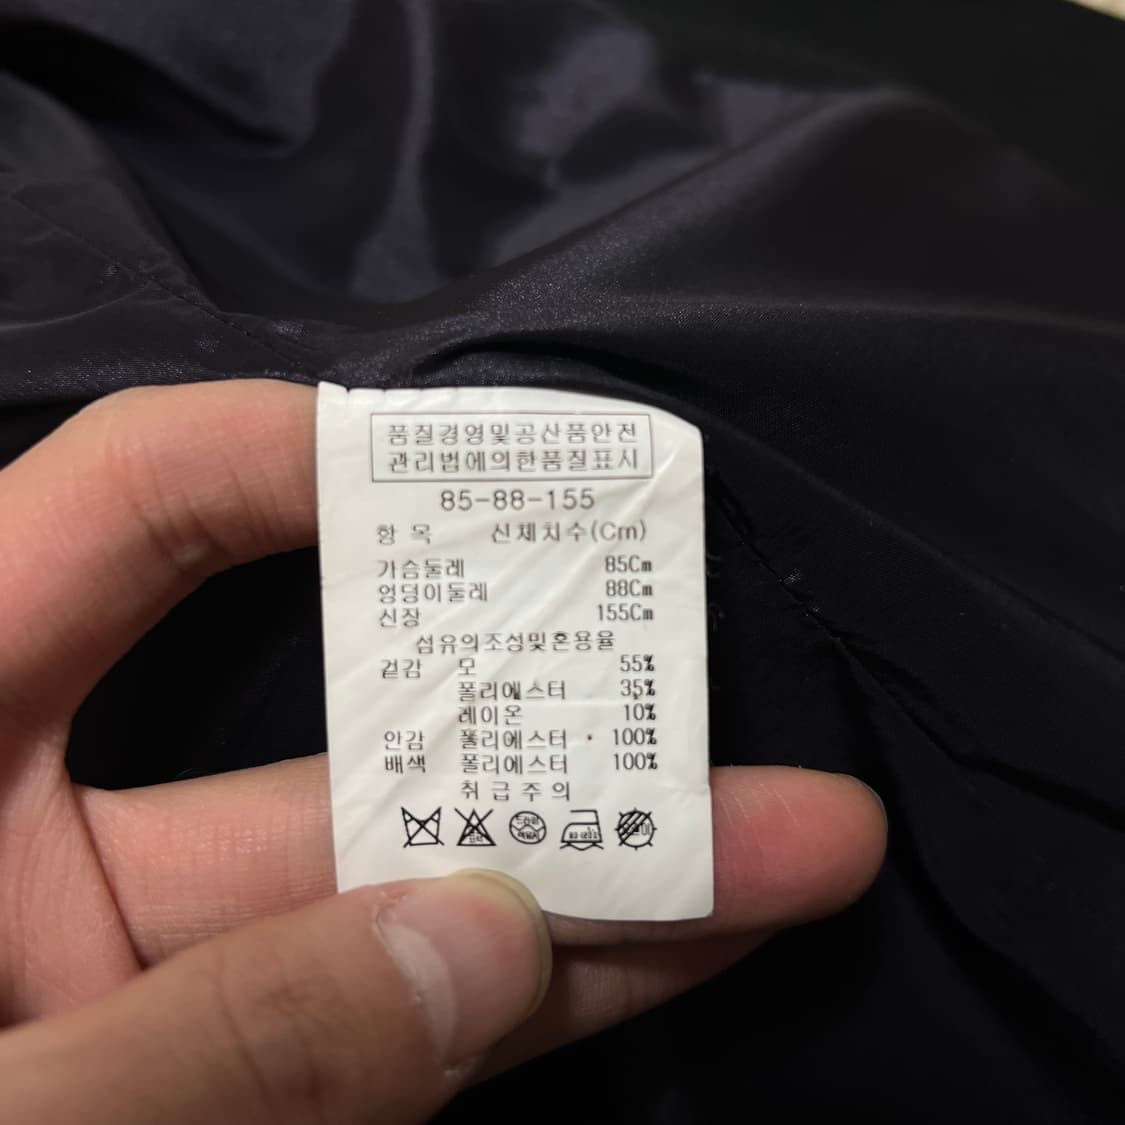 품질경영및공산품안전
관리법에의한품질표시
85-88-155
항 목 신체치수(Cm)
가슴둘레 85Cm
엉덩이둘레 88Cm
신장 155Cm
섬유의조성및혼용율
겉감 모 55%
폴리에스터 35%
레이온 10%
안감 폴리에스터 100%
배색 폴리에스터 100%
취급주의